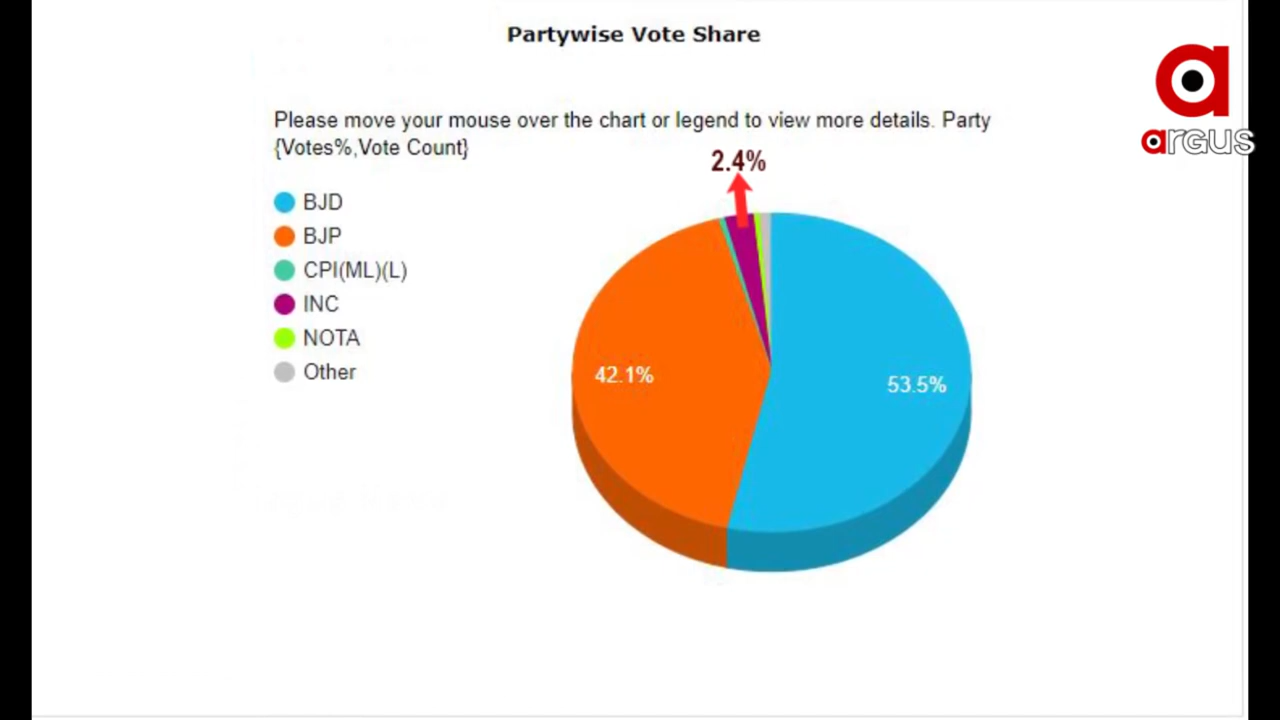 Partywise Vote Share
argus
Please move your mouse over the chart or legend to view more details. Party
{Votes%,Vote Count}
2.4%
BJD
BJP
CPI(ML)(L)
INC
NOTA
Other
42.1%
53.5%